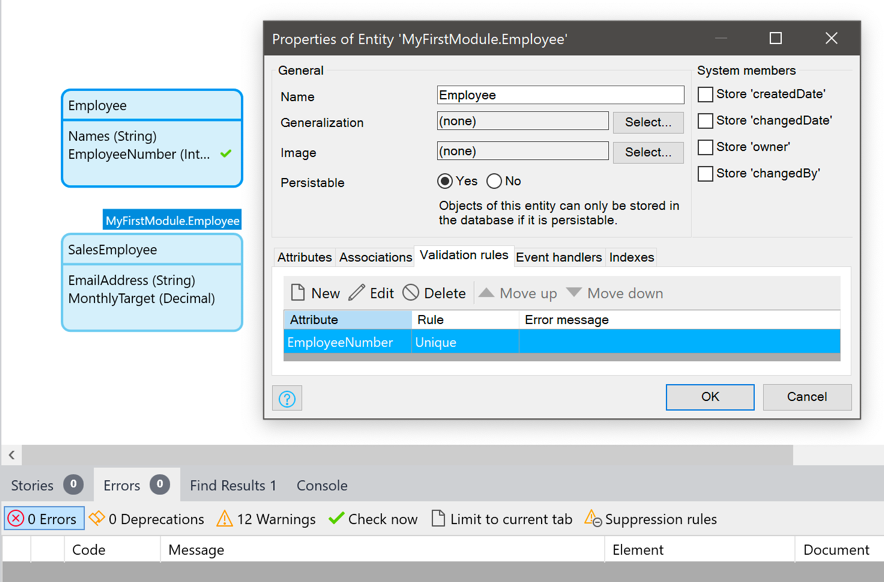 Employee
Names (String)
EmployeeNumber (Int...
MyFirstModule.Employee
SalesEmployee
EmailAddress (String)
MonthlyTarget (Decimal)
Properties of Entity 'MyFirstModule.Employee'
General
Name
Employee
Generalization
(none)
Select...
Image
(none)
Select...
Persistable
Yes
No
Objects of this entity can only be stored in
the database if it is persistable.
System members
Store 'createdDate'
Store 'changedDate'
Store 'owner'
Store 'changedBy'
Attributes Associations Validation rules Event handlers Indexes
New Edit Delete Move up Move down
Attribute Rule Error message
EmployeeNumber Unique
?
OK Cancel
Stories 0 Errors 0 Find Results 1 Console
0 Errors 0 Deprecations 12 Warnings Check now Limit to current tab Suppression rules
Code Message Element Document